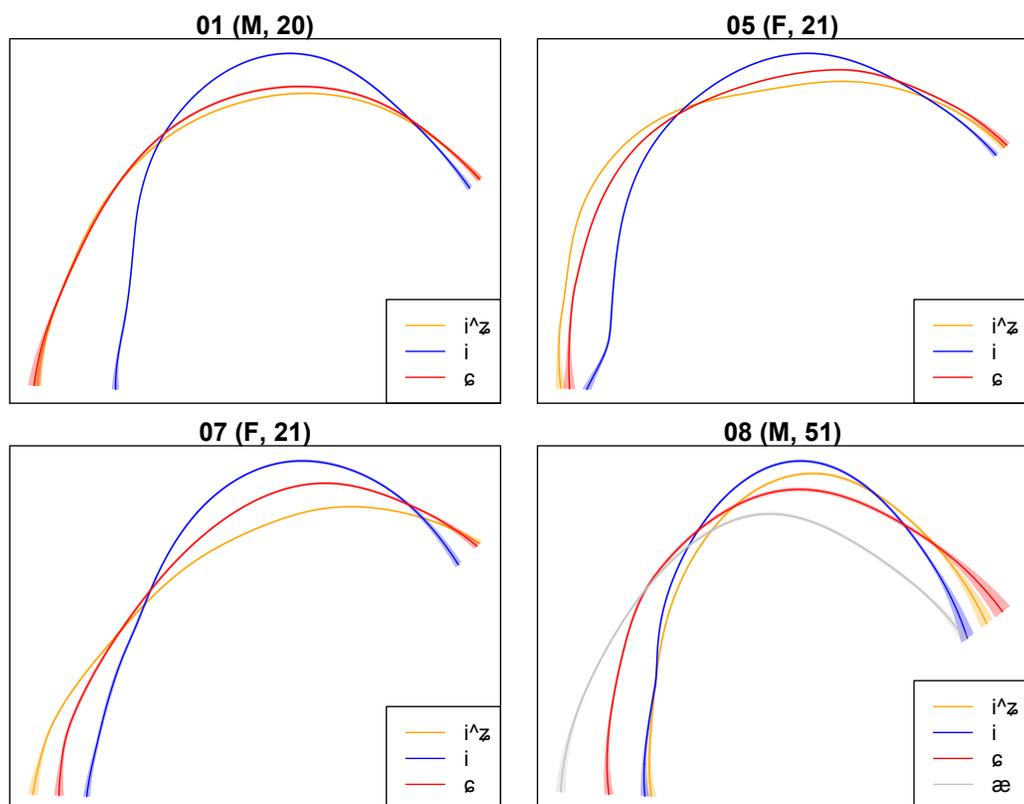 01 (M, 20)
i^ʑ
i
ɕ
05 (F, 21)
i^ʑ
i
ɕ
07 (F, 21)
i^ʑ
i
ɕ
08 (M, 51)
i^ʑ
i
ɕ
æ